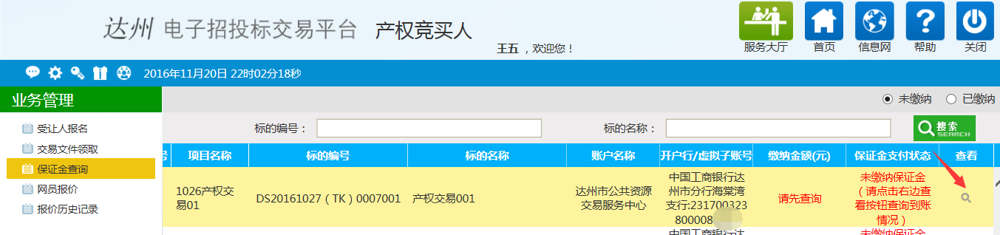 达州 电子招投标交易平台 产权竞买人
王五 ，欢迎您！
服务大厅 首页 信息网 帮助 关闭
2016年11月20日 22时02分18秒
业务管理
未缴纳 已缴纳
受让人报名
交易文件领取
保证金查询
网员报价
报价历史记录
标的编号： 标的名称： 搜索
SEARCH
号 项目名称 标的编号 标的名称 账户名称 开户行/虚拟子账号 缴纳金额(元) 保证金支付状态 查看
1026产权交
易01
DS20161027（TK）0007001
产权交易001
达州市公共资源
交易服务中心
中国工商银行达
州市分行海棠湾
支行:231700323
800008
请先查询
未缴纳保证金
（请点击右边查
看按钮查询到账
情况）
中国工商银行达
未缴纳保证金